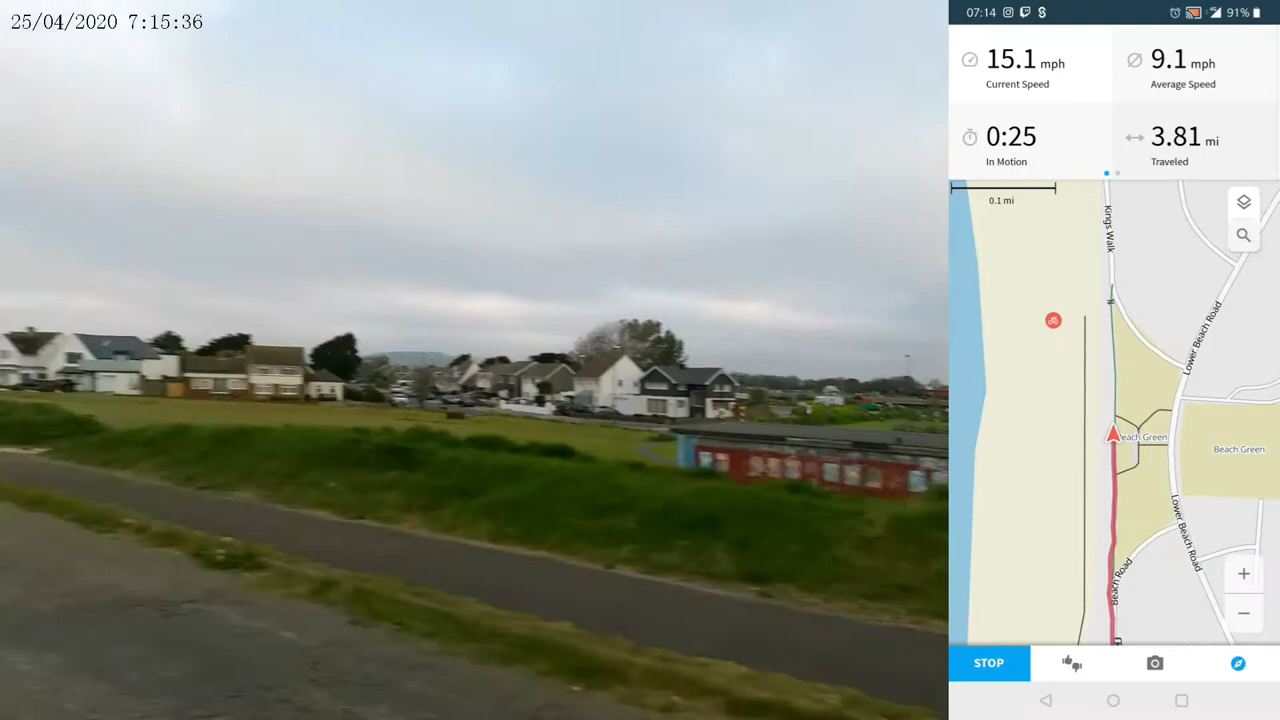 25/04/2020 7:15:36
07:14
91%
15.1 mph
Current Speed
9.1 mph
Average Speed
0:25
In Motion
3.81 mi
Traveled
0.1 mi
Kings Walk
Lower Beach Road
Beach Green
Beach Green
Lower Beach Road
Beach Road
+
−
STOP